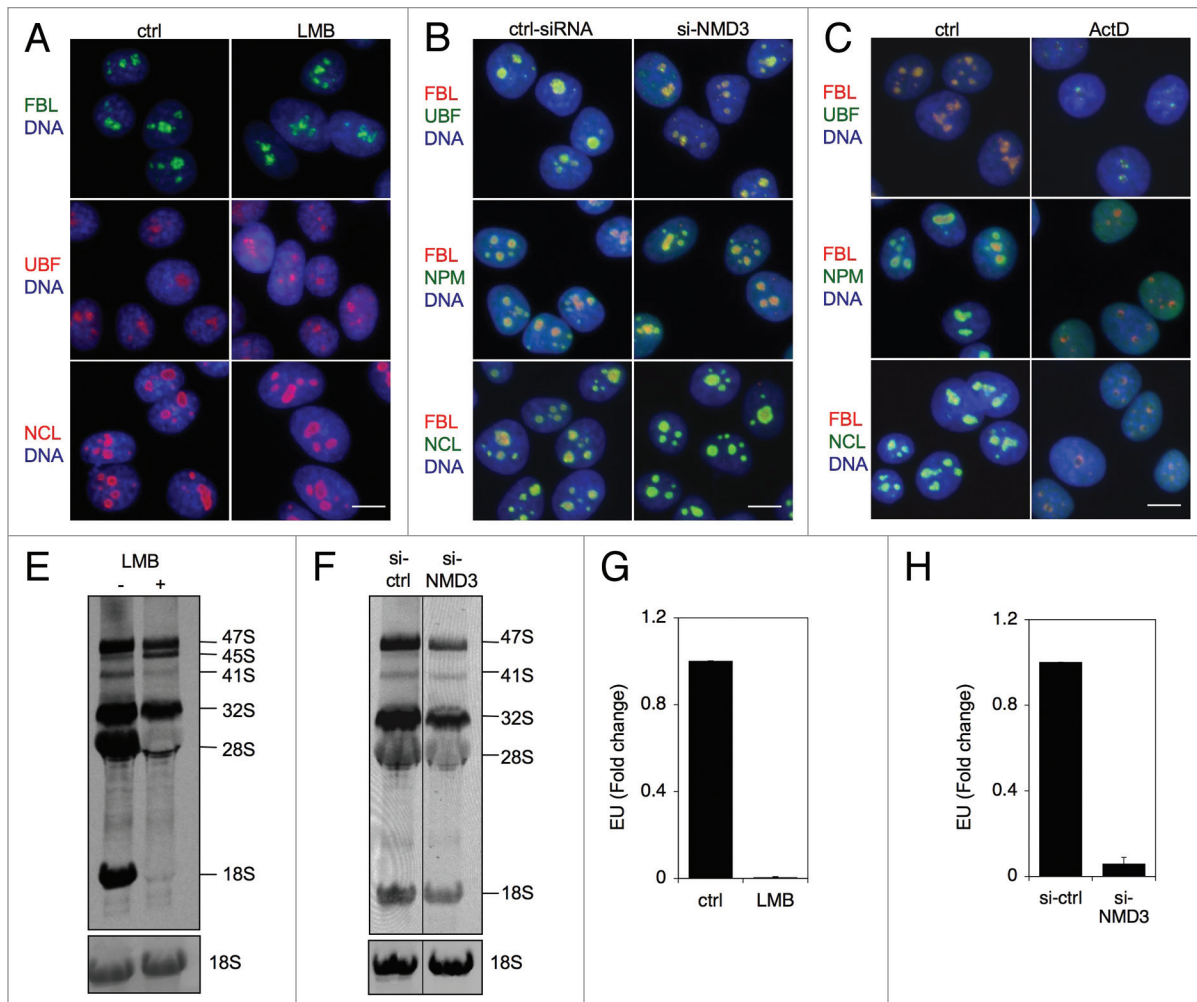 A
ctrl
LMB
FBL
DNA
UBF
DNA
NCL
DNA
B
ctrl-siRNA
si-NMD3
FBL
UBF
DNA
FBL
NPM
DNA
FBL
NCL
DNA
C
ctrl
ActD
FBL
UBF
DNA
FBL
NPM
DNA
FBL
NCL
DNA
E
LMB
- +
47S
45S
41S
32S
28S
18S
18S
F
si-
ctrl
si-
NMD3
47S
41S
32S
28S
18S
18S
G
EU (Fold change)
1.2
0.8
0.4
0
ctrl
LMB
H
EU (Fold change)
1.2
0.8
0.4
0
si-ctrl
si-
NMD3